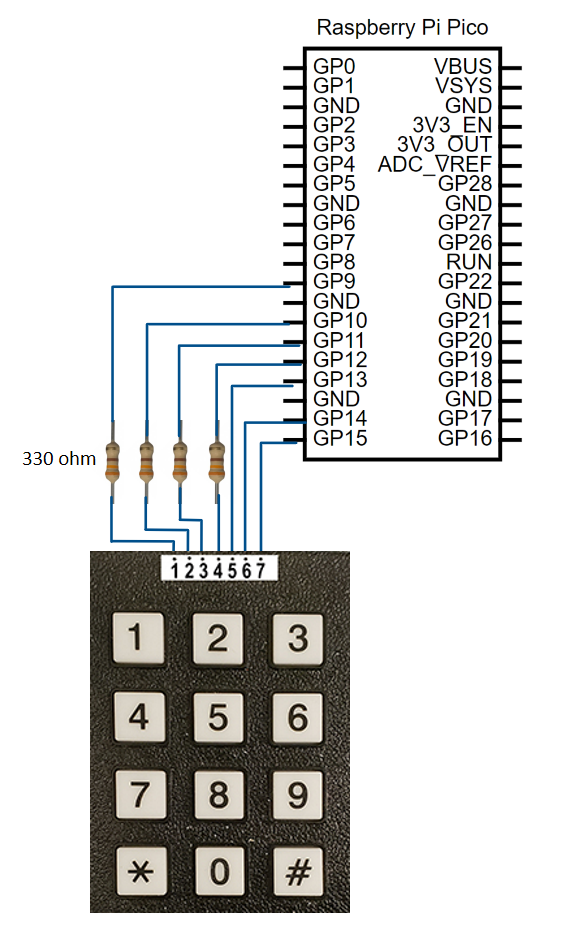 Raspberry Pi Pico
GP0 VBUS
GP1 VSYS
GND GND
GP2 3V3_EN
GP3 3V3_OUT
GP4 ADC_VREF
GP5 GP28
GND GND
GP6 GP27
GP7 GP26
GP8 RUN
GP9 GP22
GND GND
GP10 GP21
GP11 GP20
GP12 GP19
GP13 GP18
GND GND
GP14 GP17
GP15 GP16
330 ohm
1 2 3 4 5 6 7
1 2 3
4 5 6
7 8 9
* 0 #